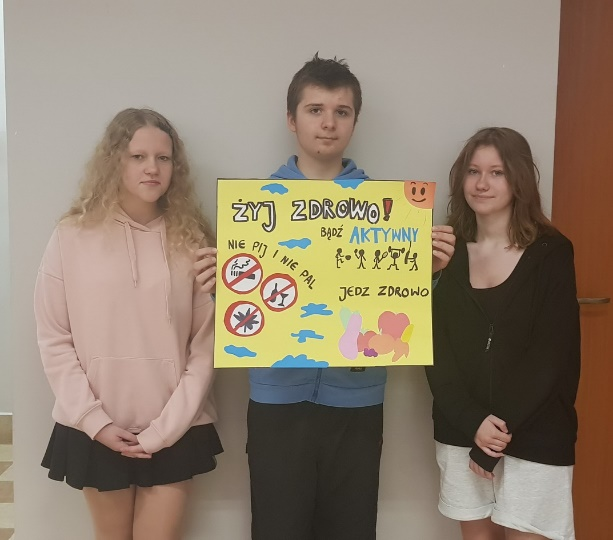 ŻYJ ZDROWO!
BĄDŹ AKTYWNY
NIE PIJ I NIE PAL
JEDZ ZDROWO